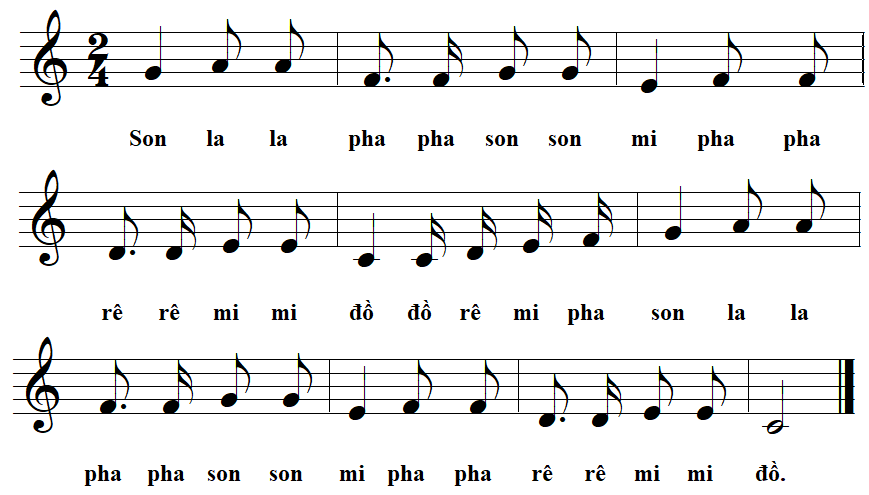 2
4
Son la la pha pha son son mi pha pha
rê rê mi mi đồ đồ rê mi pha son la la
pha pha son son mi pha pha rê rê mi mi đồ.